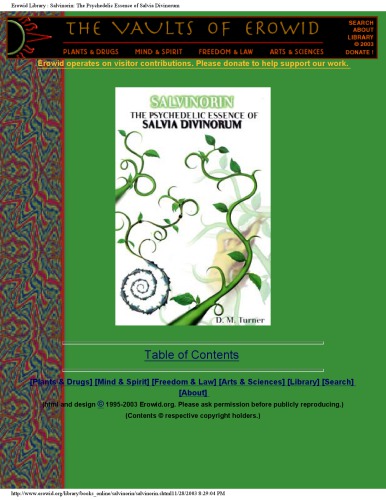 Erowid Library : Salvinorin: The Psychedelic Essence of Salvia Divinorum
THE VAULTS OF EROWID
SEARCH
ABOUT
LIBRARY
© 2003
DONATE !
PLANTS & DRUGS MIND & SPIRIT FREEDOM & LAW ARTS & SCIENCES
Erowid operates on visitor contributions. Please donate to help support our work.
SALVINORIN
THE PSYCHEDELIC ESSENCE OF
SALVIA DIVINORUM
D. M. Turner
Table of Contents
[Plants & Drugs] [Mind & Spirit] [Freedom & Law] [Arts & Sciences] [Library] [Search]
[About]
(html and design © 1995-2003 Erowid.org. Please ask permission before publicly reproducing.)
(Contents © respective copyright holders.)
http://www.erowid.org/library/books_online/salvinorin/salvinorin.shtml11/28/2003 8:29:04 PM